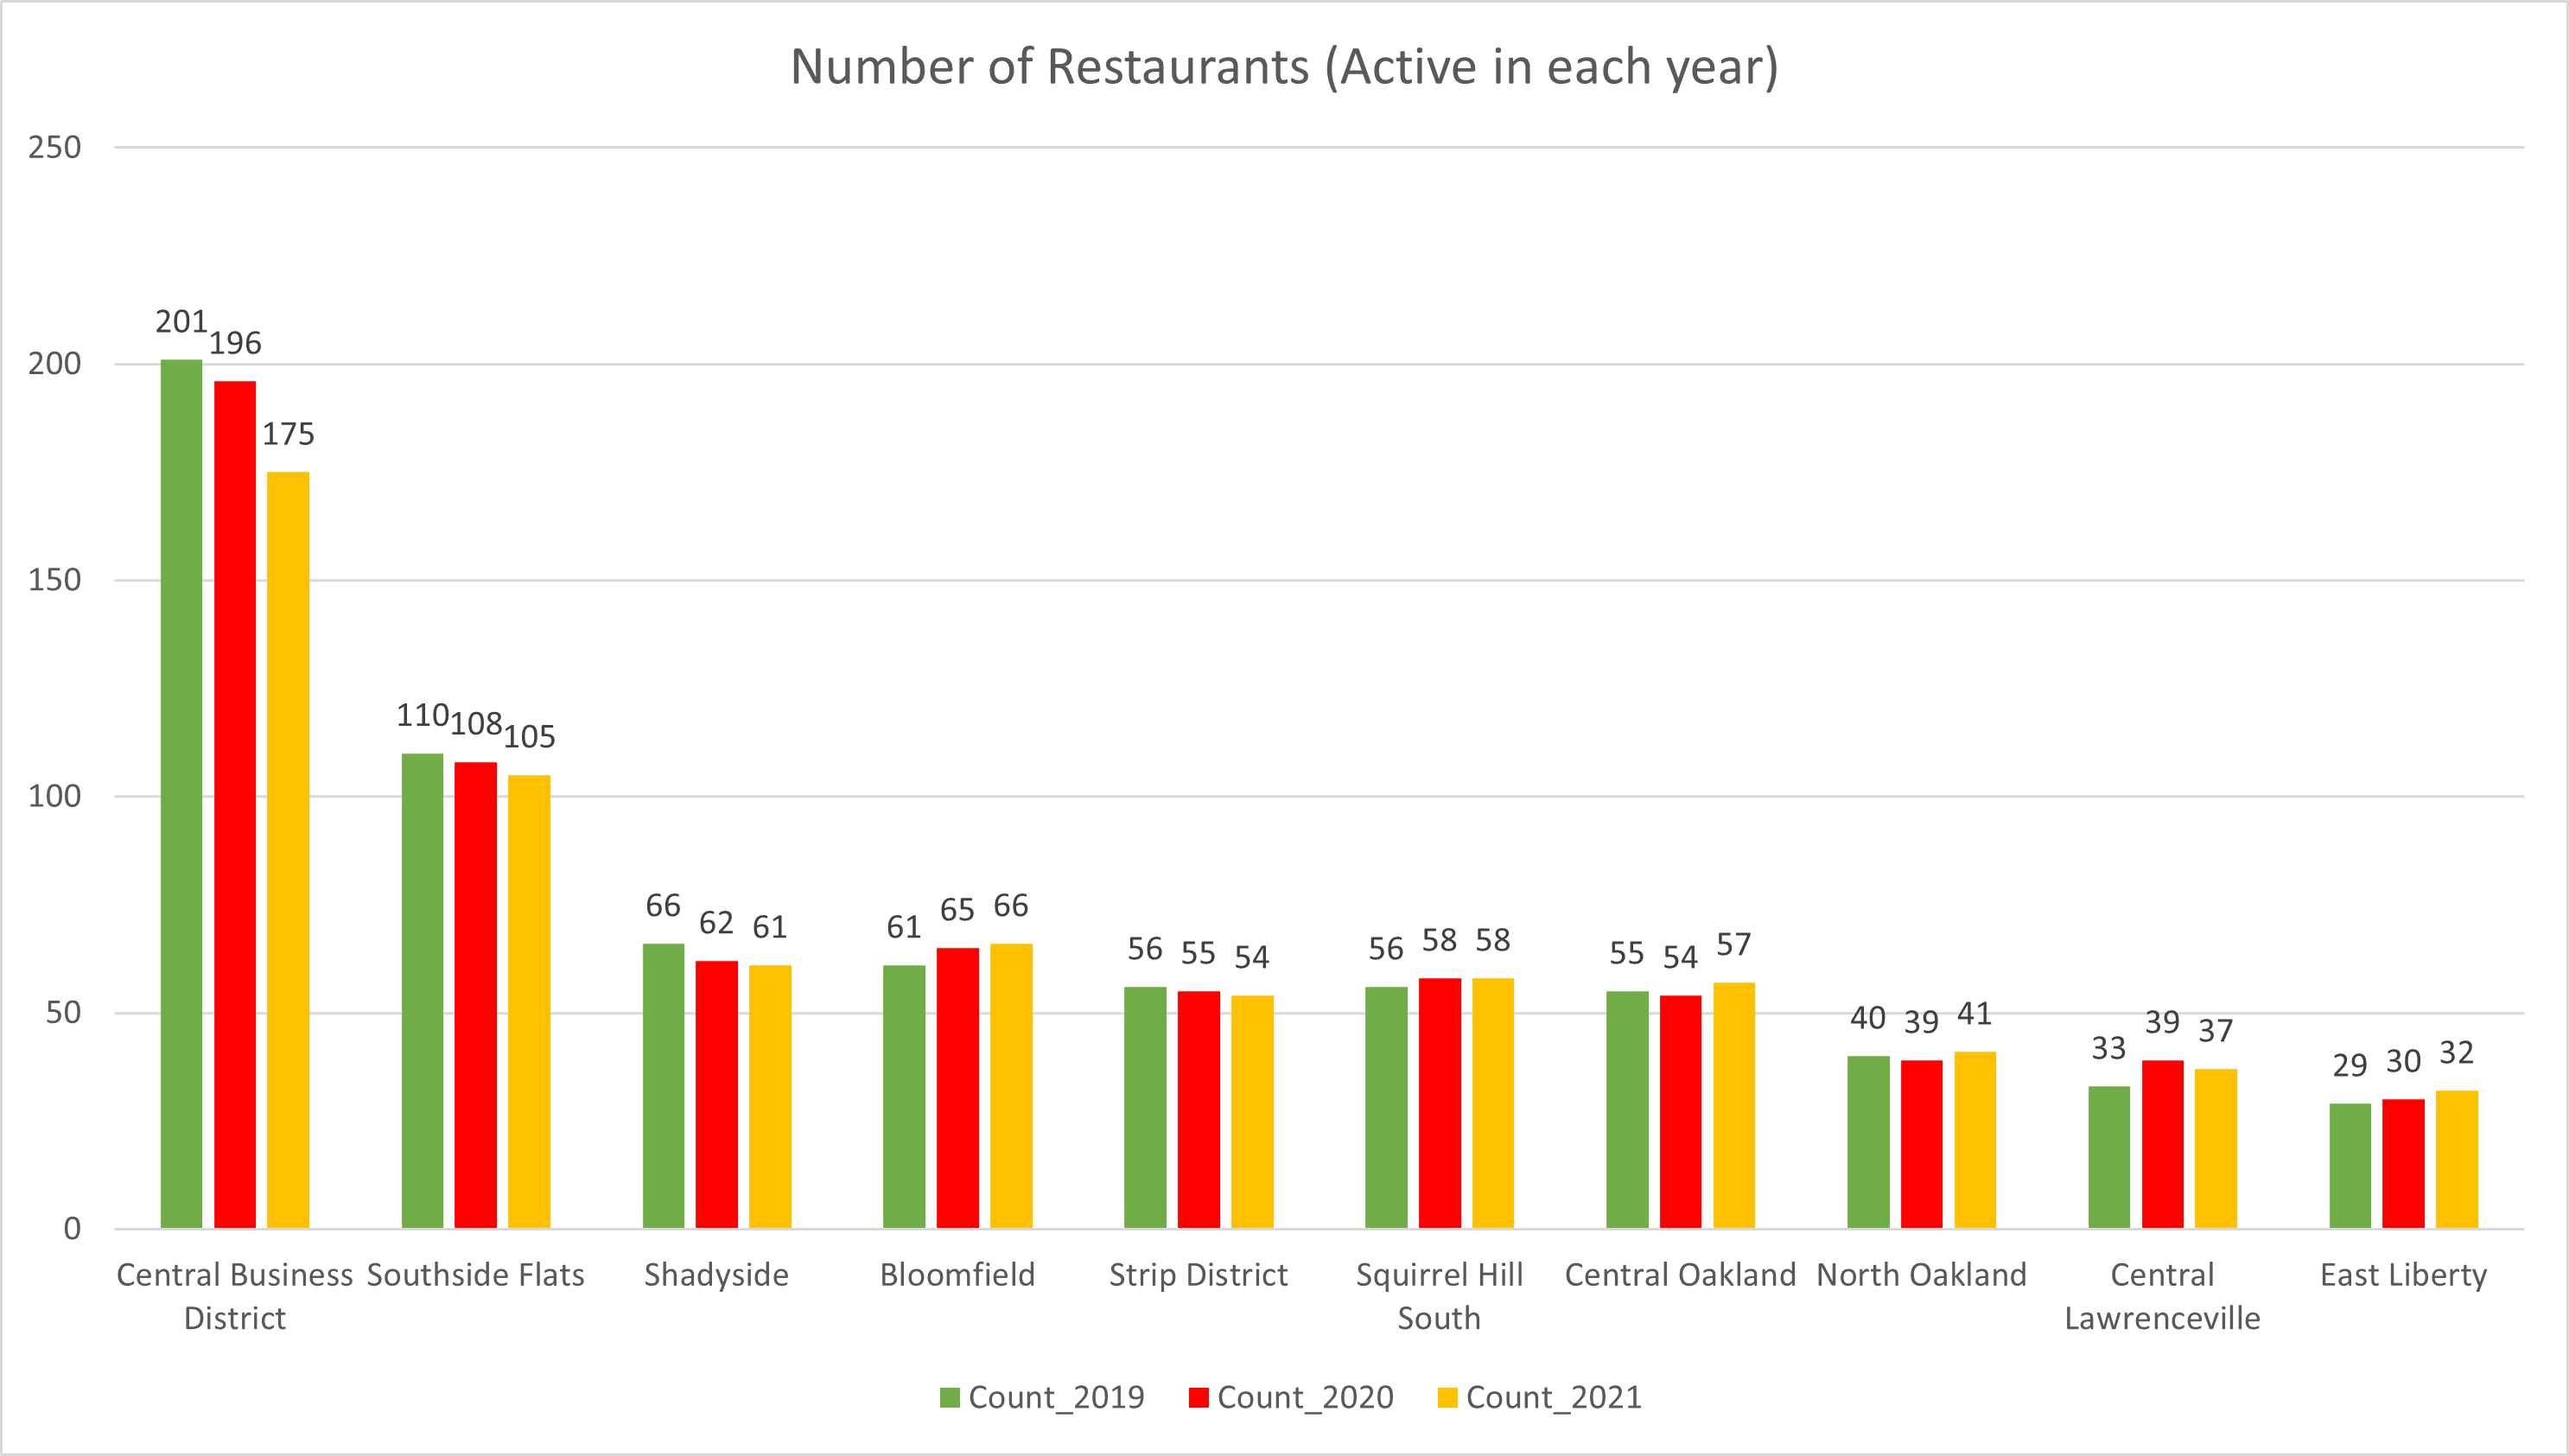 Number of Restaurants (Active in each year)
250
200
150
100
50
0
201
196
175
110
108
105
66
62
61
61
65
66
56
55
54
56
58
58
55
54
57
40
39
41
33
39
37
29
30
32
Central Business
District
Southside Flats
Shadyside
Bloomfield
Strip District
Squirrel Hill
South
Central Oakland
North Oakland
Central
Lawrenceville
East Liberty
Count_2019
Count_2020
Count_2021